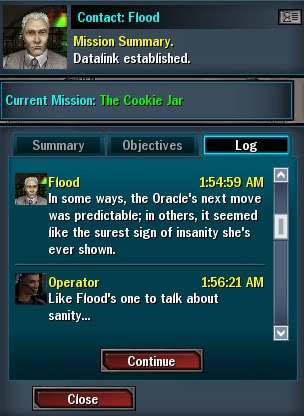 Contact: Flood
Mission Summary.
Datalink established.
Current Mission: The Cookie Jar
Summary
Objectives
Log
Flood
1:54:59 AM
In some ways, the Oracle's next move
was predictable; in others, it seemed
like the surest sign of insanity she's
ever shown.
Operator
1:56:21 AM
Like Flood's one to talk about
sanity...
Continue
Close